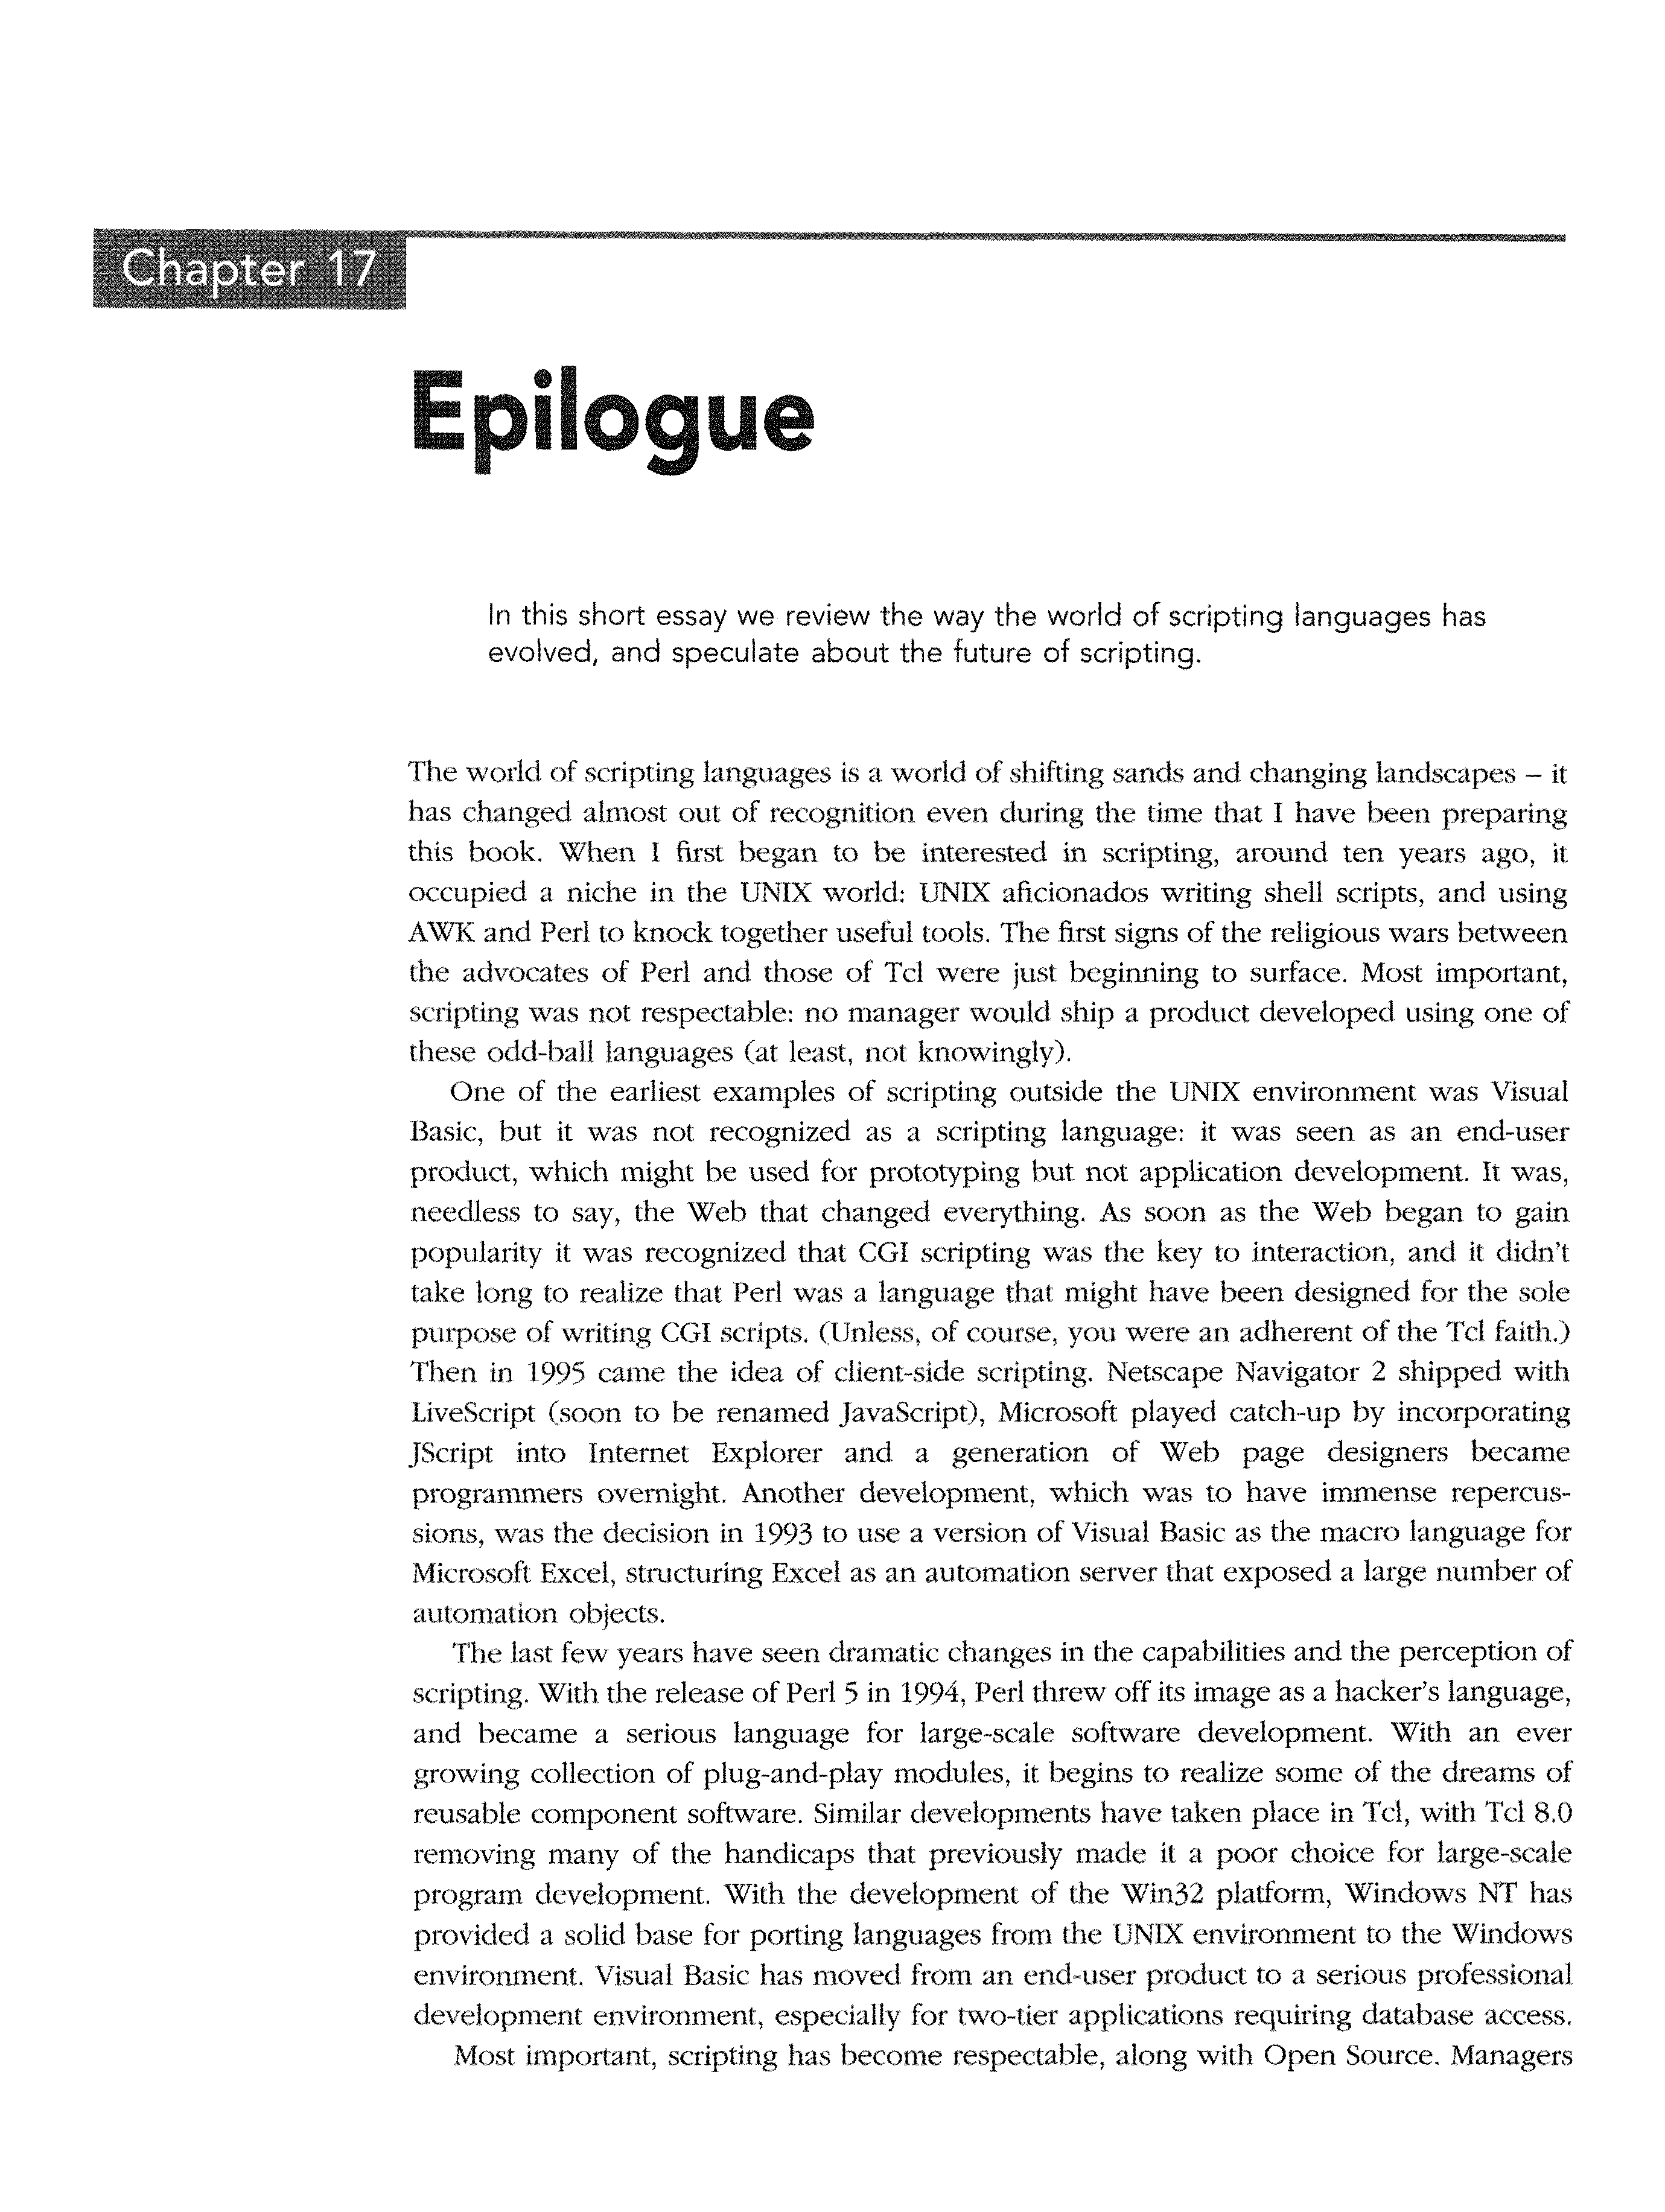 Chapter 17
Epilogue
In this short essay we review the way the world of scripting languages has
evolved, and speculate about the future of scripting.
The world of scripting languages is a world of shifting sands and changing landscapes – it
has changed almost out of recognition even during the time that I have been preparing
this book. When I first began to be interested in scripting, around ten years ago, it
occupied a niche in the UNIX world: UNIX aficionados writing shell scripts, and using
AWK and Perl to knock together useful tools. The first signs of the religious wars between
the advocates of Perl and those of Tcl were just beginning to surface. Most important,
scripting was not respectable: no manager would ship a product developed using one of
these odd-ball languages (at least, not knowingly).
One of the earliest examples of scripting outside the UNIX environment was Visual
Basic, but it was not recognized as a scripting language: it was seen as an end-user
product, which might be used for prototyping but not application development. It was,
needless to say, the Web that changed everything. As soon as the Web began to gain
popularity it was recognized that CGI scripting was the key to interaction, and it didn't
take long to realize that Perl was a language that might have been designed for the sole
purpose of writing CGI scripts. (Unless, of course, you were an adherent of the Tcl faith.)
Then in 1995 came the idea of client-side scripting. Netscape Navigator 2 shipped with
LiveScript (soon to be renamed JavaScript), Microsoft played catch-up by incorporating
JScript into Internet Explorer and a generation of Web page designers became
programmers overnight. Another development, which was to have immense repercus-
sions, was the decision in 1993 to use a version of Visual Basic as the macro language for
Microsoft Excel, structuring Excel as an automation server that exposed a large number of
automation objects.
The last few years have seen dramatic changes in the capabilities and the perception of
scripting. With the release of Perl 5 in 1994, Perl threw off its image as a hacker's language,
and became a serious language for large-scale software development. With an ever
growing collection of plug-and-play modules, it begins to realize some of the dreams of
reusable component software. Similar developments have taken place in Tcl, with Tcl 8.0
removing many of the handicaps that previously made it a poor choice for large-scale
program development. With the development of the Win32 platform, Windows NT has
provided a solid base for porting languages from the UNIX environment to the Windows
environment. Visual Basic has moved from an end-user product to a serious professional
development environment, especially for two-tier applications requiring database access.
Most important, scripting has become respectable, along with Open Source. Managers